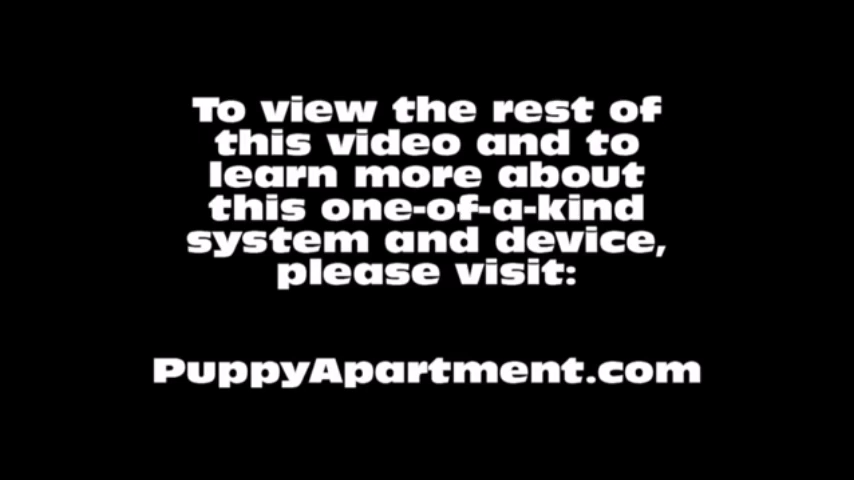 To view the rest of
this video and to
learn more about
this one-of-a-kind
system and device,
please visit:
PuppyApartment.com